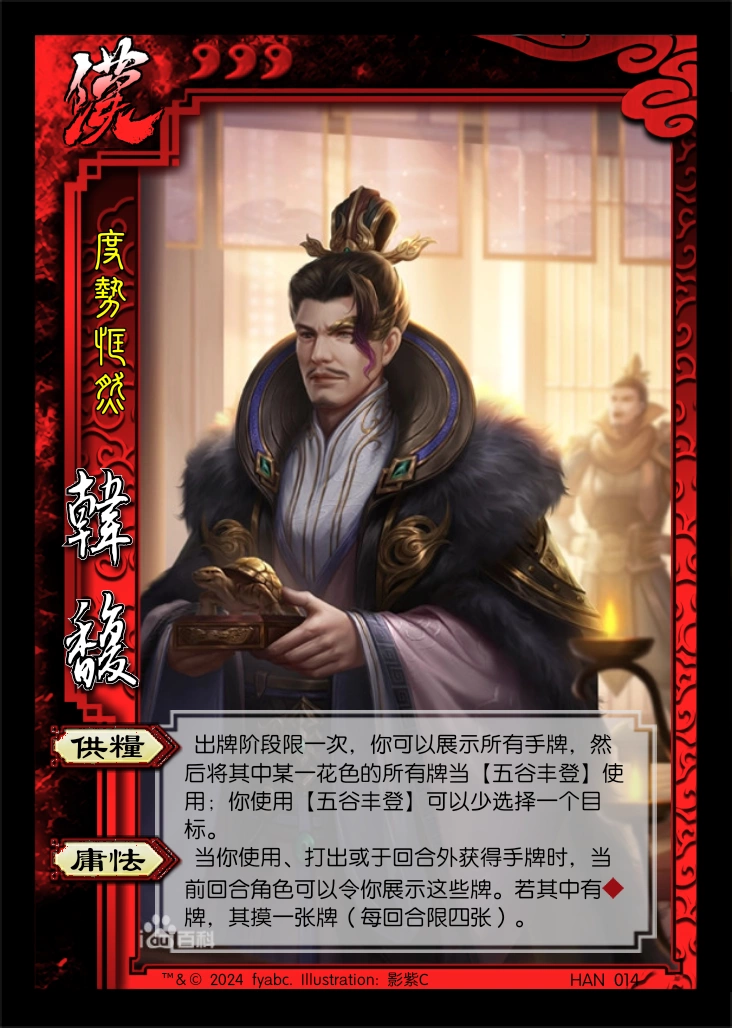 度勢恇然
韓馥
供糧
出牌阶段限一次，你可以展示所有手牌，然
后将其中某一花色的所有牌当【五谷丰登】使
用；你使用【五谷丰登】可以少选择一个目
标。
庸怯
当你使用、打出或于回合外获得手牌时，当
前回合角色可以令你展示这些牌。若其中有♦
牌，其摸一张牌（每回合限四张）。
Bai du 百科
™&© 2024 fyabc. Illustration: 影紫C
HAN 014